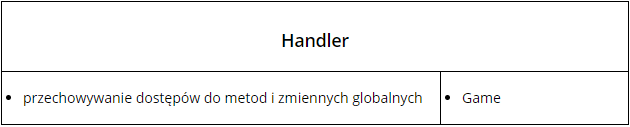 Handler
• przechowywanie dostępów do metod i zmiennych globalnych
• Game